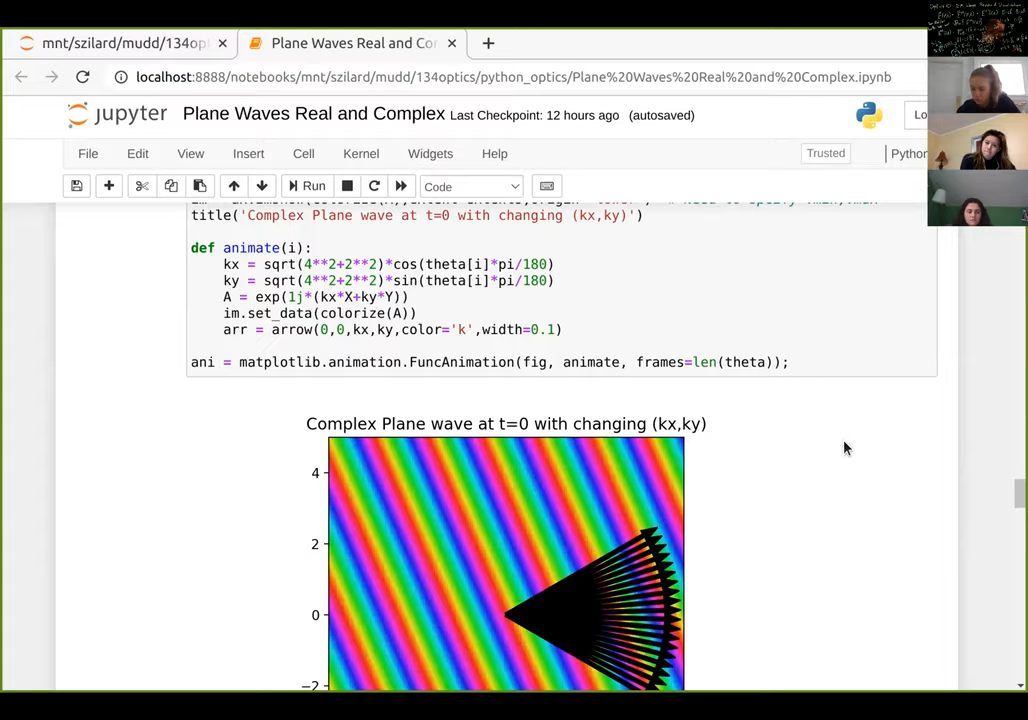 mnt/szilard/mudd/134op
Plane Waves Real and Cor
localhost:8888/notebooks/mnt/szilard/mudd/134optics/python_optics/Plane%20Waves%20Real%20and%20Complex.ipynb
jupyter Plane Waves Real and Complex Last Checkpoint: 12 hours ago (autosaved) Lo
File Edit View Insert Cell Kernel Widgets Help Trusted Python
Run Code
title('Complex Plane wave at t=0 with changing (kx,ky)')
def animate(i):
kx = sqrt(4**2+2**2)*cos(theta[i]*pi/180)
ky = sqrt(4**2+2**2)*sin(theta[i]*pi/180)
A = exp(1j*(kx*X+ky*Y))
im.set_data(colorize(A))
arr = arrow(0,0,kx,ky,color='k',width=0.1)
ani = matplotlib.animation.FuncAnimation(fig, animate, frames=len(theta));
Complex Plane wave at t=0 with changing (kx,ky)
4
2
0
−2